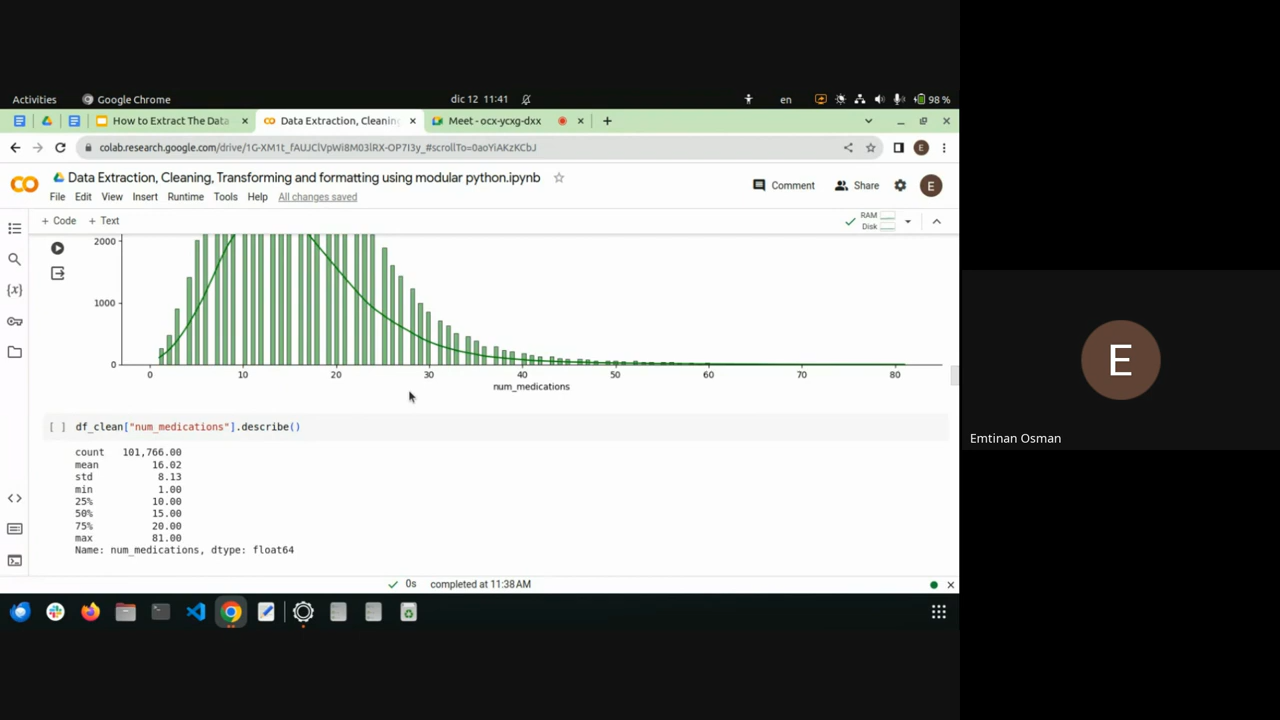 Activities
Google Chrome
dic 12 11:41
en
98 %
How to Extract The Data
Data Extraction, Cleaning
Meet - ocx-ycxg-dxx
colab.research.google.com/drive/1G-XM1t_fAUJClVpWi8M03lRX-OP7I3y_#scrollTo=0aoYiAKzKCbJ
E
Data Extraction, Cleaning, Transforming and formatting using modular python.ipynb
Comment
Share
E
File Edit View Insert Runtime Tools Help All changes saved
+ Code + Text
RAM
Disk
2000
1000
0
0 10 20 30 40 50 60 70 80
num_medications
[ ] df_clean["num_medications"].describe()
count 101,766.00
mean 16.02
std 8.13
min 1.00
25% 10.00
50% 15.00
75% 20.00
max 81.00
Name: num_medications, dtype: float64
0s completed at 11:38 AM
E
Emtinan Osman